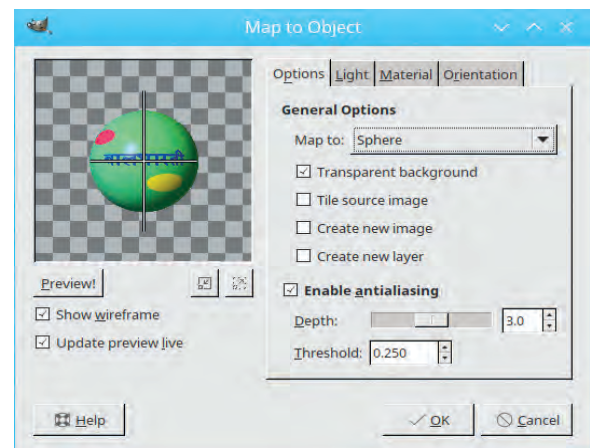 Map to Object
Options Light Material Orientation
General Options
Map to: Sphere
Transparent background
Tile source image
Create new image
Create new layer
Preview!
Enable antialiasing
Show wireframe
Depth: 3.0
Update preview live
Threshold: 0.250
Help
OK Cancel